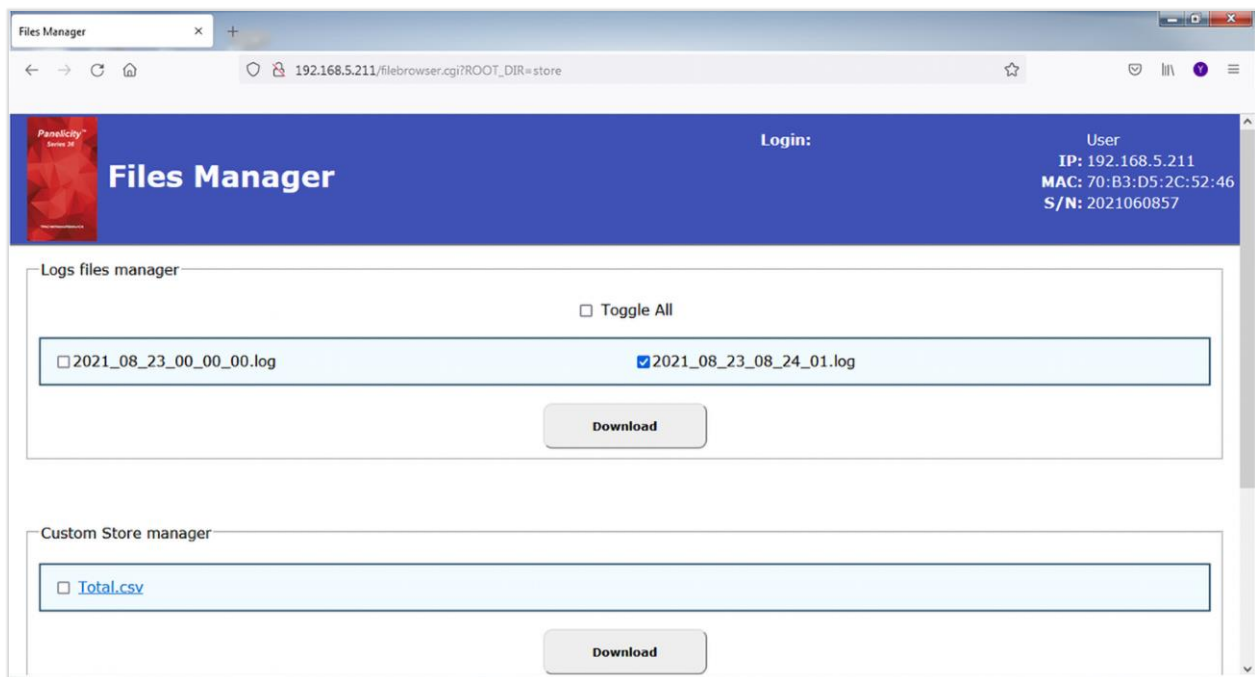 Files Manager
192.168.5.211/filebrowser.cgi?ROOT_DIR=store
Y
Panelicity™
Series 36
Files Manager
Login: User
IP: 192.168.5.211
MAC: 70:B3:D5:2C:52:46
S/N: 2021060857
Logs files manager
Toggle All
2021_08_23_00_00_00.log 2021_08_23_08_24_01.log
Download
Custom Store manager
Total.csv
Download